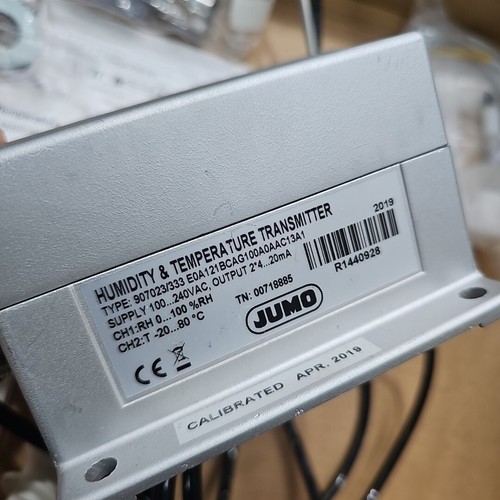 HUMIDITY & TEMPERATURE TRANSMITTER
2019
TYPE: 907023/333 E0A121BCAG100A0AAC13A1
SUPPLY 100...240VAC, OUTPUT 2*4...20mA
R1440928
CH1:RH 0...100 %RH
TN: 00718885
CH2:T -20...80 °C
JUMO
CE
CALIBRATED APR. 2019